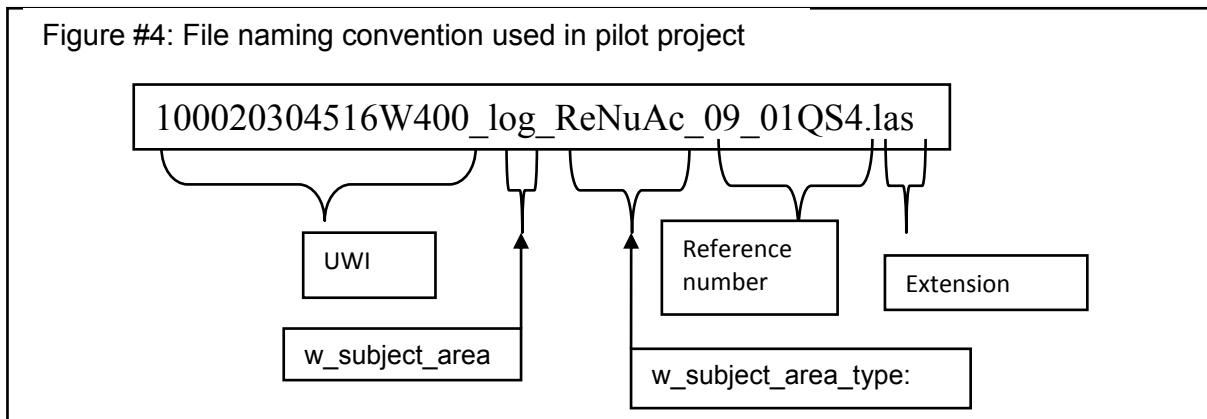 Figure #4: File naming convention used in pilot project
100020304516W400_log_ReNuAc_09_01QS4.las
UWI
Reference
number
Extension
w_subject_area
w_subject_area_type: